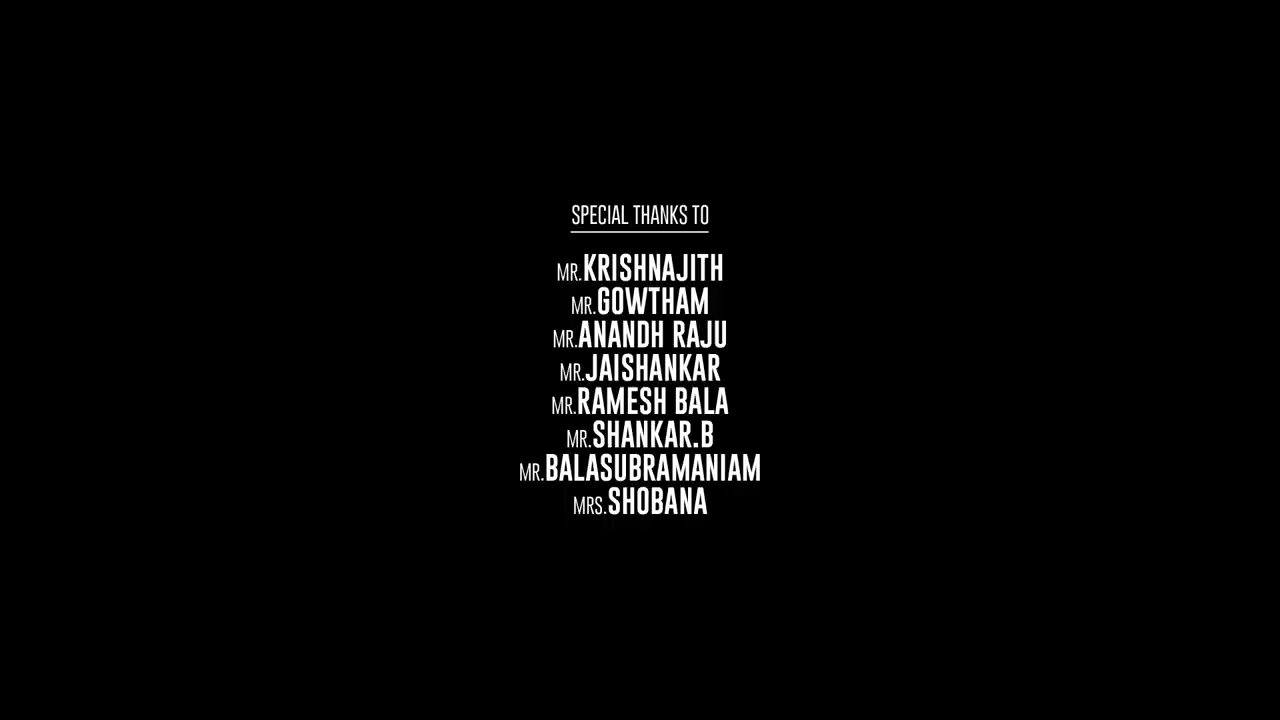 SPECIAL THANKS TO
MR.KRISHNAJITH
MR.GOWTHAM
MR.ANANDH RAJU
MR.JAISHANKAR
MR.RAMESH BALA
MR.SHANKAR.B
MR.BALASUBRAMANIAM
MRS.SHOBANA